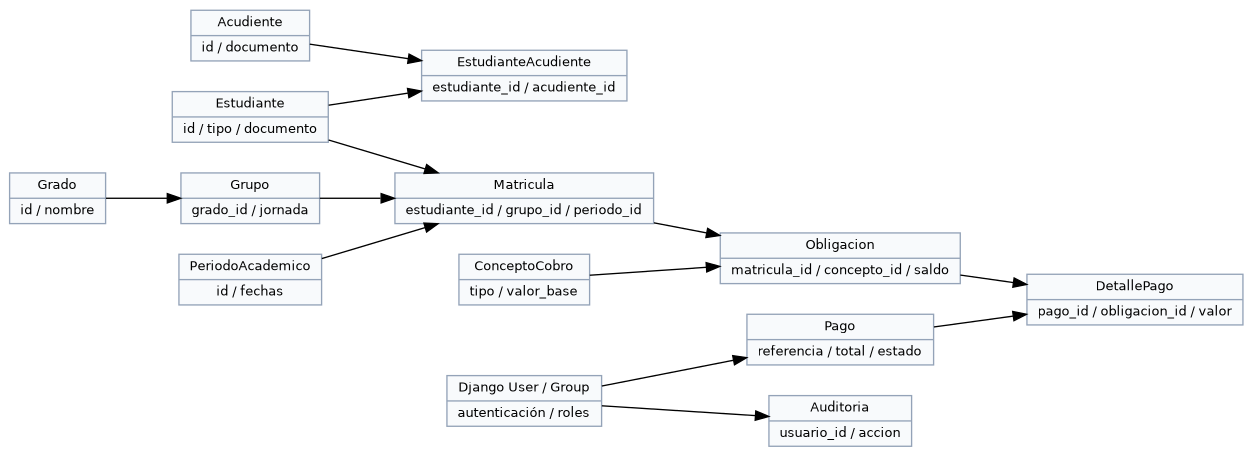 Acudiente
id / documento
EstudianteAcudiente
estudiante_id / acudiente_id
Estudiante
id / tipo / documento
Grado
id / nombre
Grupo
grado_id / jornada
Matricula
estudiante_id / grupo_id / periodo_id
PeriodoAcademico
id / fechas
ConceptoCobro
tipo / valor_base
Obligacion
matricula_id / concepto_id / saldo
DetallePago
pago_id / obligacion_id / valor
Pago
referencia / total / estado
Django User / Group
autenticación / roles
Auditoria
usuario_id / accion